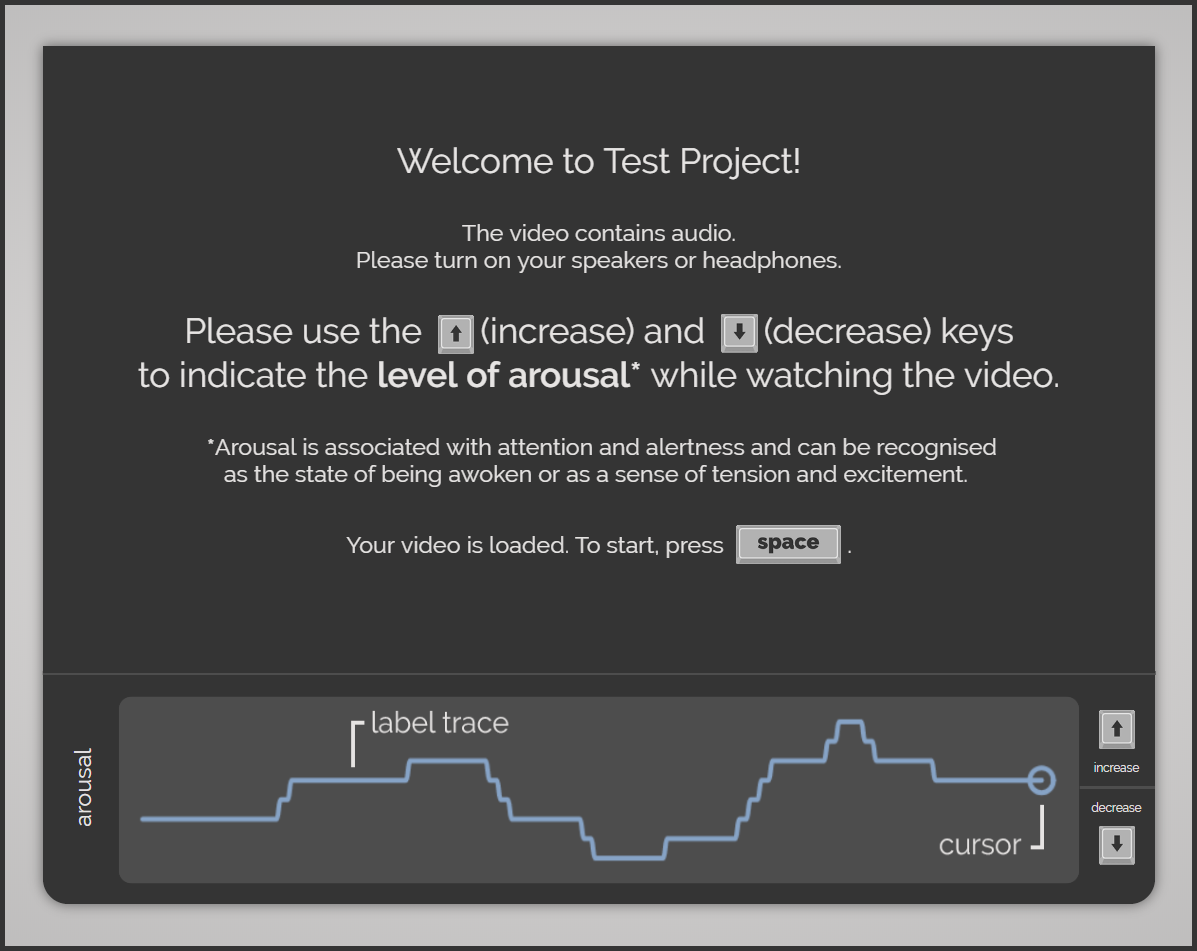 Welcome to Test Project!
The video contains audio.
Please turn on your speakers or headphones.
Please use the (increase) and (decrease) keys
to indicate the level of arousal* while watching the video.
*Arousal is associated with attention and alertness and can be recognised
as the state of being awoken or as a sense of tension and excitement.
Your video is loaded. To start, press space .
arousal
label trace
cursor
increase
decrease